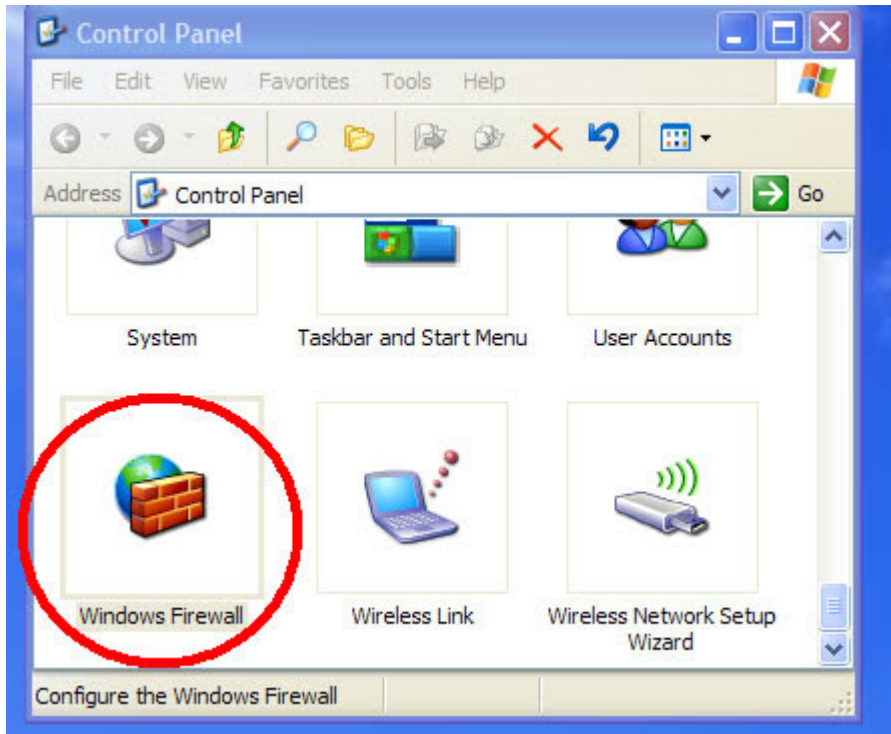 Control Panel
File Edit View Favorites Tools Help
Address Control Panel Go
System Taskbar and Start Menu User Accounts
Windows Firewall Wireless Link Wireless Network Setup
Wizard
Configure the Windows Firewall